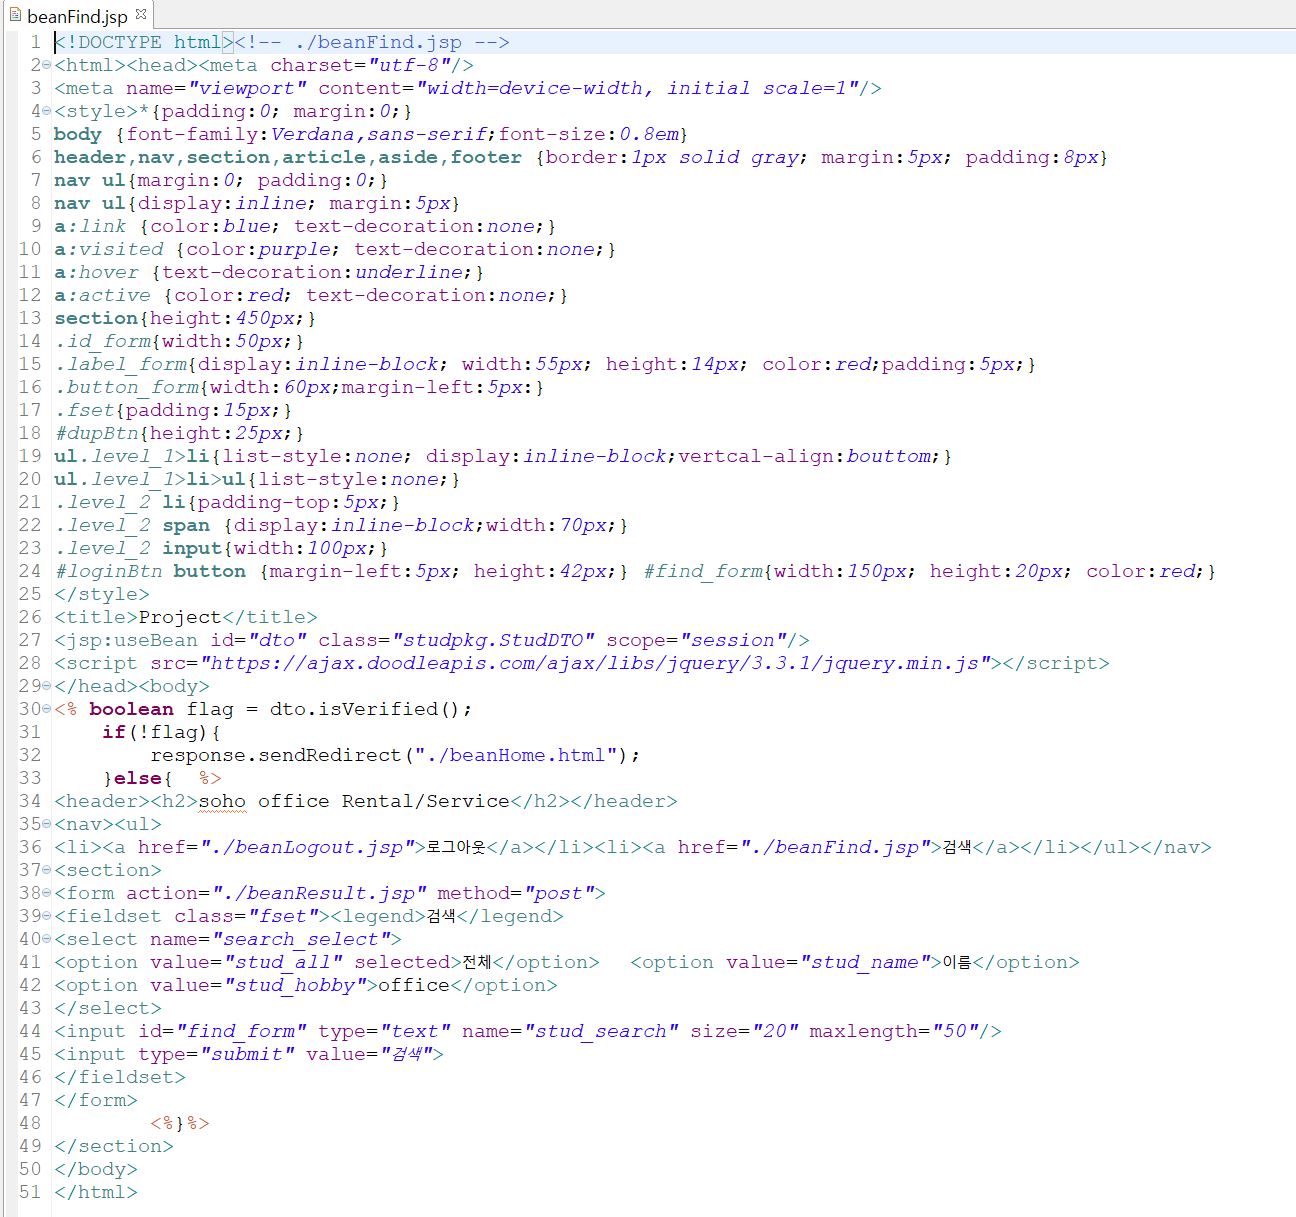 beanFind.jsp
1 <!DOCTYPE html><!-- ./beanFind.jsp -->
2 <html><head><meta charset="utf-8"/>
3 <meta name="viewport" content="width=device-width, initial scale=1"/>
4 <style>*{padding:0; margin:0;}
5 body {font-family:Verdana,sans-serif;font-size:0.8em}
6 header,nav,section,article,aside,footer {border:1px solid gray; margin:5px; padding:8px}
7 nav ul{margin:0; padding:0;}
8 nav ul{display:inline; margin:5px}
9 a:link {color:blue; text-decoration:none;}
10 a:visited {color:purple; text-decoration:none;}
11 a:hover {text-decoration:underline;}
12 a:active {color:red; text-decoration:none;}
13 section{height:450px;}
14 .id_form{width:50px;}
15 .label_form{display:inline-block; width:55px; height:14px; color:red;padding:5px;}
16 .button_form{width:60px;margin-left:5px:}
17 .fset{padding:15px;}
18 #dupBtn{height:25px;}
19 ul.level_1>li{list-style:none; display:inline-block;vertcal-align:bouttom;}
20 ul.level_1>li>ul{list-style:none;}
21 .level_2 li{padding-top:5px;}
22 .level_2 span {display:inline-block;width:70px;}
23 .level_2 input{width:100px;}
24 #loginBtn button {margin-left:5px; height:42px;} #find_form{width:150px; height:20px; color:red;}
25 </style>
26 <title>Project</title>
27 <jsp:useBean id="dto" class="studpkg.StudDTO" scope="session"/>
28 <script src="https://ajax.doodleapis.com/ajax/libs/jquery/3.3.1/jquery.min.js"></script>
29 </head><body>
30 <% boolean flag = dto.isVerified();
31 if(!flag){
32 response.sendRedirect("./beanHome.html");
33 }else{ %>
34 <header><h2>soho office Rental/Service</h2></header>
35 <nav><ul>
36 <li><a href="./beanLogout.jsp">로그아웃</a></li><li><a href="./beanFind.jsp">검색</a></li></ul></nav>
37 <section>
38 <form action="./beanResult.jsp" method="post">
39 <fieldset class="fset"><legend>검색</legend>
40 <select name="search_select">
41 <option value="stud_all" selected>전체</option> <option value="stud_name">이름</option>
42 <option value="stud_hobby">office</option>
43 </select>
44 <input id="find_form" type="text" name="stud_search" size="20" maxlength="50"/>
45 <input type="submit" value="검색">
46 </fieldset>
47 </form>
48 <%}%>
49 </section>
50 </body>
51 </html>